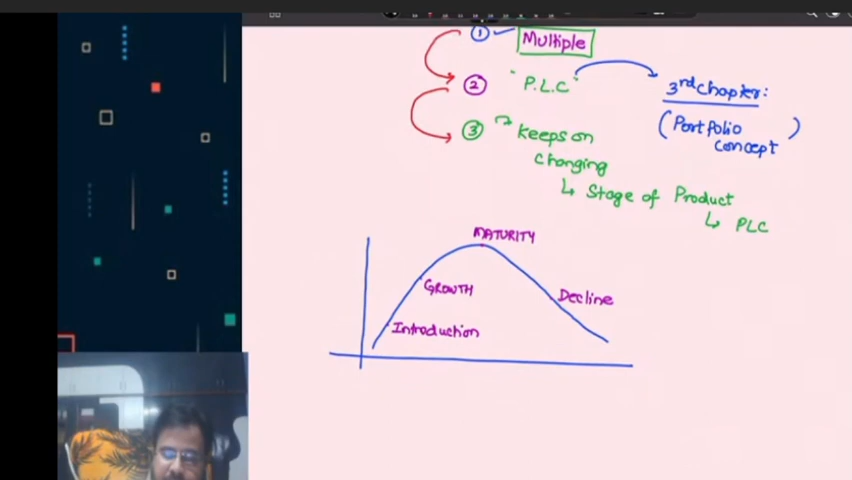 ① Multiple
② "P.L.C"
3rd Chapter:
(Portfolio
concept)
③ Keeps on
changing
↳ Stage of Product
↳ PLC
MATURITY
GROWTH
Decline
Introduction